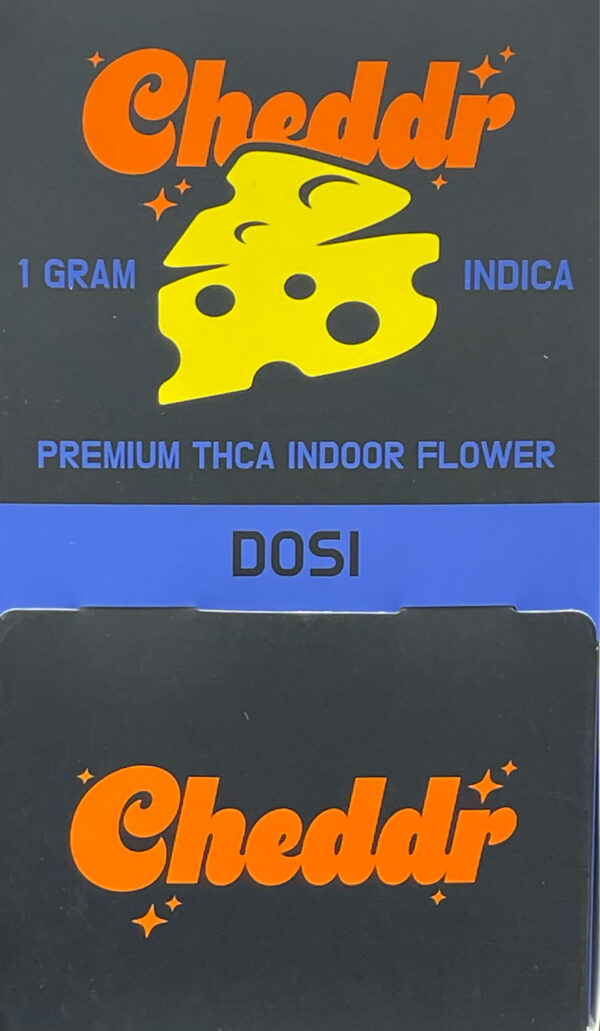 Cheddr
1 GRAM
INDICA
PREMIUM THCA INDOOR FLOWER
DOSI
Cheddr